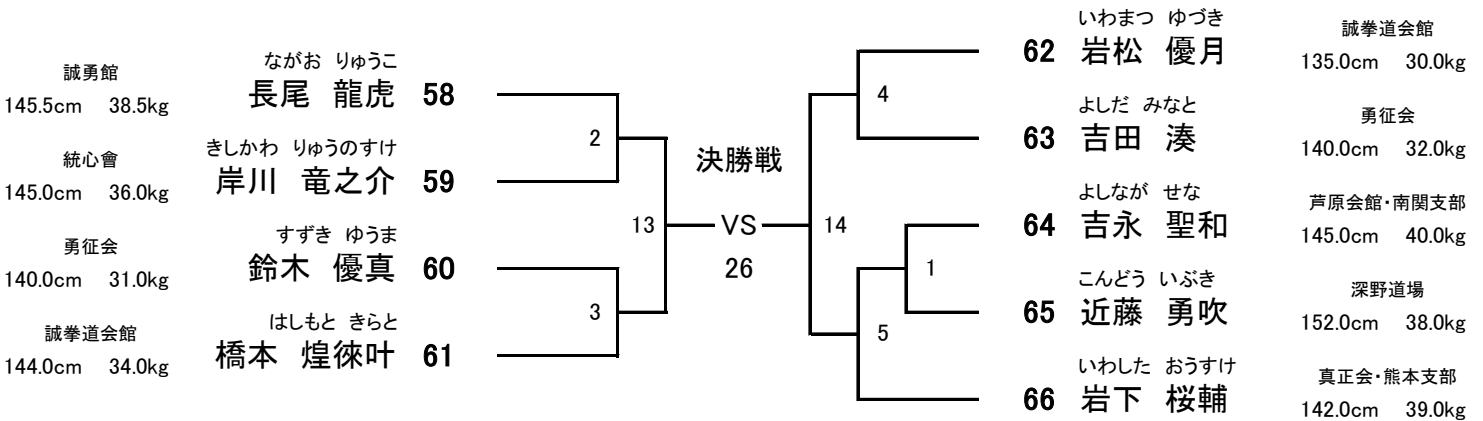 ながお りゅうこ
誠勇館
長尾 龍虎 58
145.5cm 38.5kg
きしかわ りゅうのすけ
統心會
岸川 竜之介 59
145.0cm 36.0kg
すずき ゆうま
勇征会
鈴木 優真 60
140.0cm 31.0kg
はしもと きらと
誠拳道会館
橋本 煌徠叶 61
144.0cm 34.0kg
2
3
13
決勝戦
VS
26
14
4
1
5
いわまつ ゆづき
誠拳道会館
62 岩松 優月
135.0cm 30.0kg
よしだ みなと
勇征会
63 吉田 湊
140.0cm 32.0kg
よしなが せな
芦原会館・南関支部
64 吉永 聖和
145.0cm 40.0kg
こんどう いぶき
深野道場
65 近藤 勇吹
152.0cm 38.0kg
いわした おうすけ
真正会・熊本支部
66 岩下 桜輔
142.0cm 39.0kg